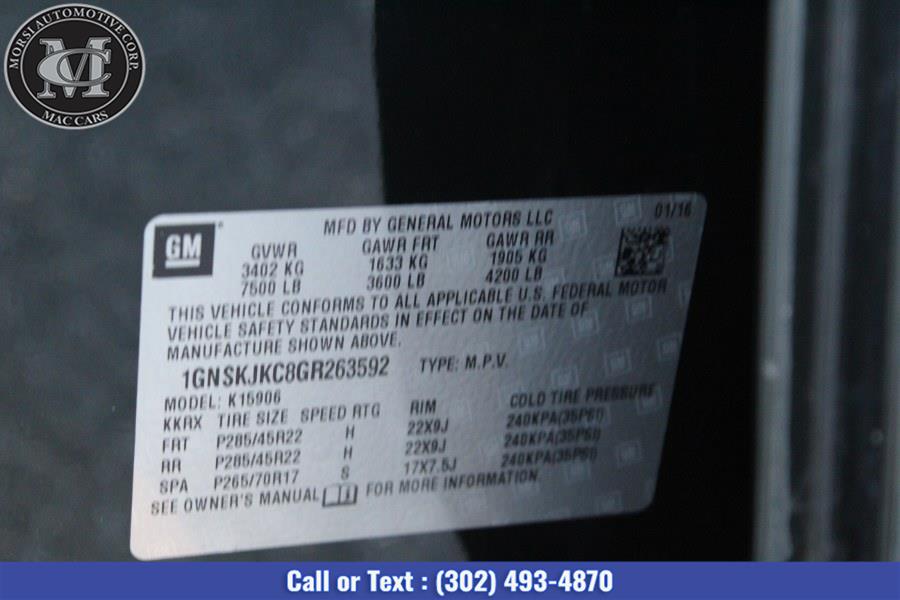 MORSI AUTOMOTIVE CORP.
MC
MAC CARS
GM
MFD BY GENERAL MOTORS LLC 01/16
GVWR GAWR FRT GAWR RR
3402 KG 1633 KG 1905 KG
7500 LB 3600 LB 4200 LB
THIS VEHICLE CONFORMS TO ALL APPLICABLE U.S. FEDERAL MOTOR
VEHICLE SAFETY STANDARDS IN EFFECT ON THE DATE OF
MANUFACTURE SHOWN ABOVE.
1GNSKJKC8GR263592 TYPE: M.P.V.
MODEL: K15906
KKRX TIRE SIZE SPEED RTG RIM COLD TIRE PRESSURE
FRT P285/45R22 H 22X9J 240KPA(35PSI)
RR P285/45R22 H 22X9J 240KPA(35PSI)
SPA P265/70R17 S 17X7.5J 240KPA(35PSI)
SEE OWNER'S MANUAL FOR MORE INFORMATION.
Call or Text : (302) 493-4870